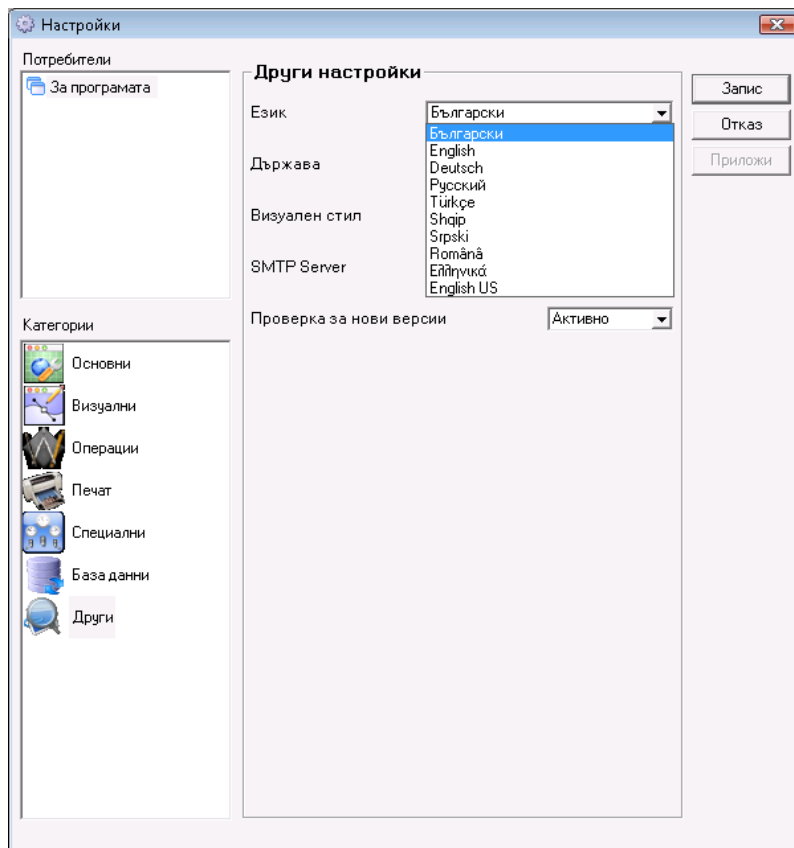 Настройки
Потребители
За програмата
Категории
Основни
Визуални
Операции
Печат
Специални
База данни
Други
Други настройки
Език
Български
Български
English
Deutsch
Русский
Türkçe
Shqip
Srpski
Română
Ελληνικά
English US
Държава
Визуален стил
SMTP Server
Проверка за нови версии
Активно
Запис
Отказ
Приложи